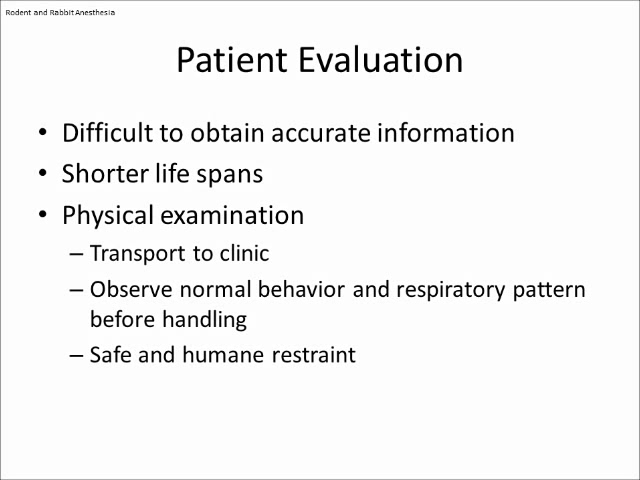 Rodent and Rabbit Anesthesia
Patient Evaluation
• Difficult to obtain accurate information
• Shorter life spans
• Physical examination
– Transport to clinic
– Observe normal behavior and respiratory pattern
before handling
– Safe and humane restraint